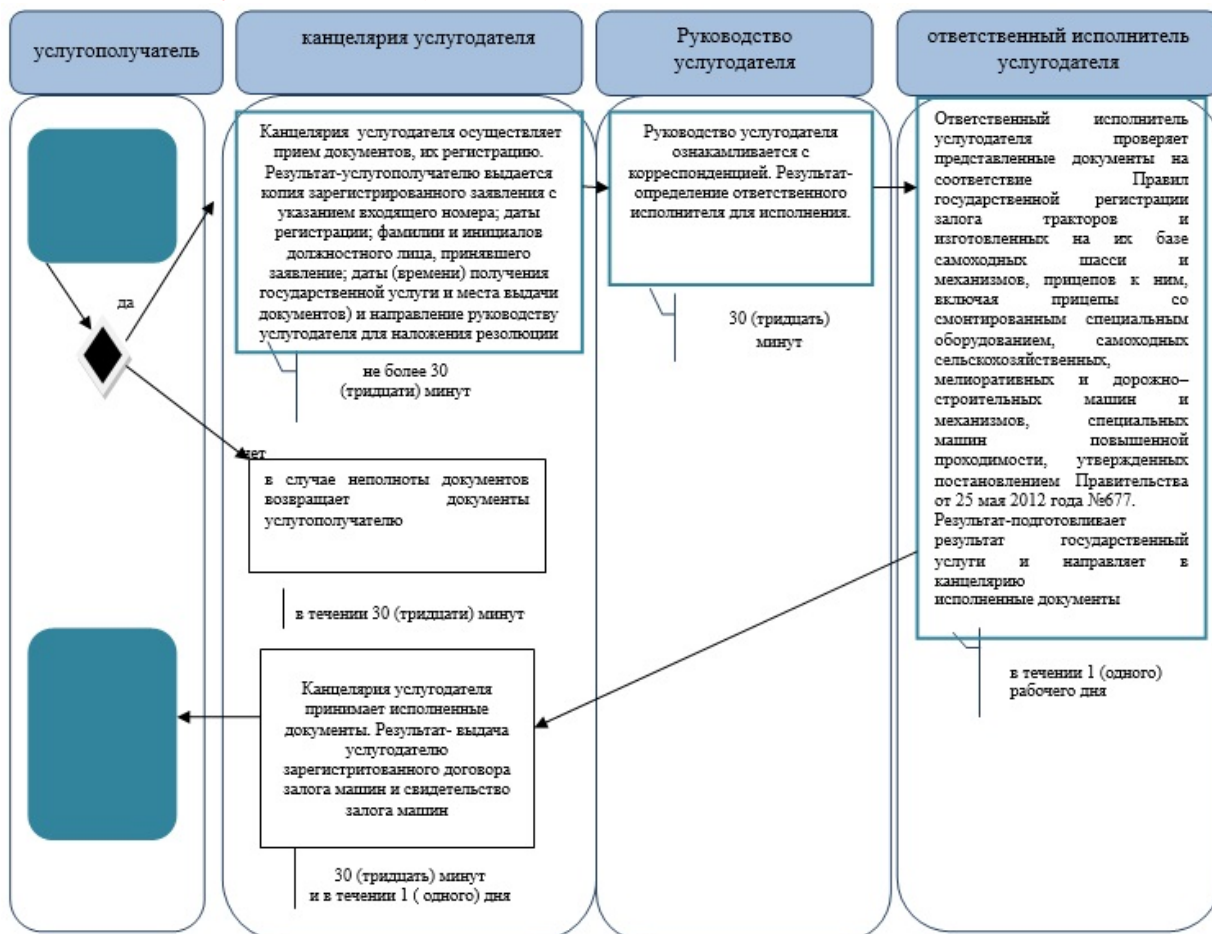 услугополучатель
канцелярия услугодателя
Руководство
услугодателя
ответственный исполнитель
услугодателя
Канцелярия услугодателя осуществляет
прием документов, их регистрацию.
Результат-услугополучателю выдается
копия зарегистрированного заявления с
указанием входящего номера; даты
регистрации; фамилии и инициалов
должностного лица, принявшего
заявление; даты (времени) получения
государственной услуги и места выдачи
документов) и направление руководству
услугодателя для наложения резолюции
не более 30
(тридцати) минут
Руководство услугодателя
ознакамливается с
корреспонденцией. Результат-
определение ответственного
исполнителя для исполнения.
30 (тридцать)
минут
Ответственный исполнитель
услугодателя проверяет
представленные документы на
соответствие Правил
государственной регистрации
залога тракторов и
изготовленных на их базе
самоходных шасси и
механизмов, прицепов к ним,
включая прицепы со
смонтированным специальным
оборудованием, самоходных
сельскохозяйственных,
мелиоративных и дорожно–
строительных машин и
механизмов, специальных
машин повышенной
проходимости, утвержденных
постановлением Правительства
от 25 мая 2012 года №677.
Результат-подготовливает
результат государственный
услуги и направляет в
канцелярию
исполненные документы
в течении 1 (одного)
рабочего дня
да
нет
в случае неполноты документов
возвращает документы
услугополучателю
в течении 30 (тридцати) минут
Канцелярия услугодателя
принимает исполненные
документы. Результат- выдача
услугодателю
зарегистритованного договора
залога машин и свидетельство
залога машин
30 (тридцать) минут
и в течении 1 ( одного) дня